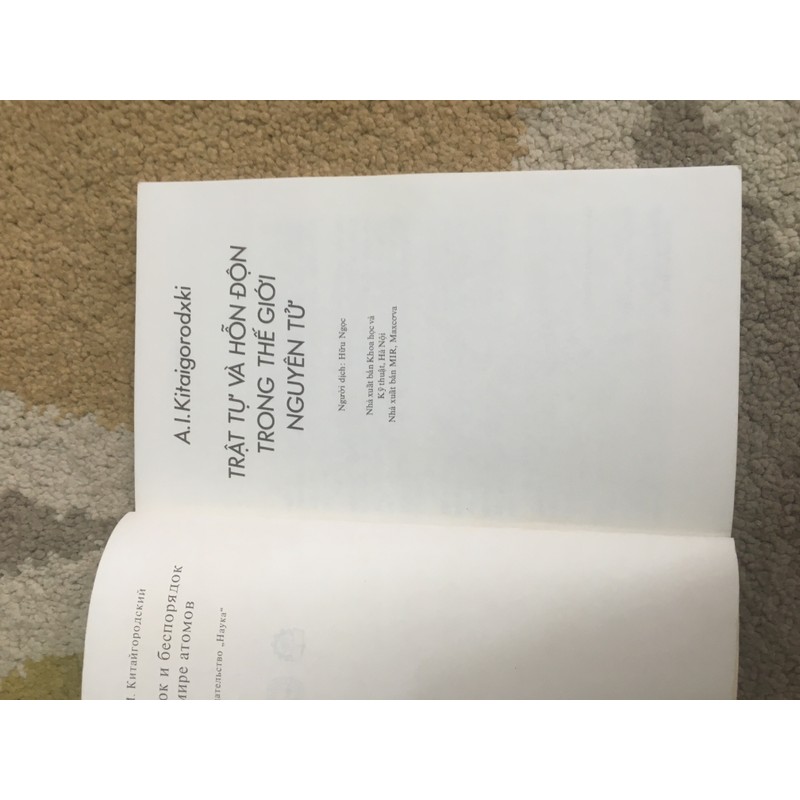 A.I.Kitaigorodxki
TRẬT TỰ VÀ HỖN ĐỘN
TRONG THẾ GIỚI
NGUYÊN TỬ
Người dịch: Hữu Ngọc
Nhà xuất bản Khoa học và
Kỹ thuật, Hà Nội
Nhà xuất bản MIR, Maxcơva
Китайгородский
и беспорядок
мире атомов
„Наука“